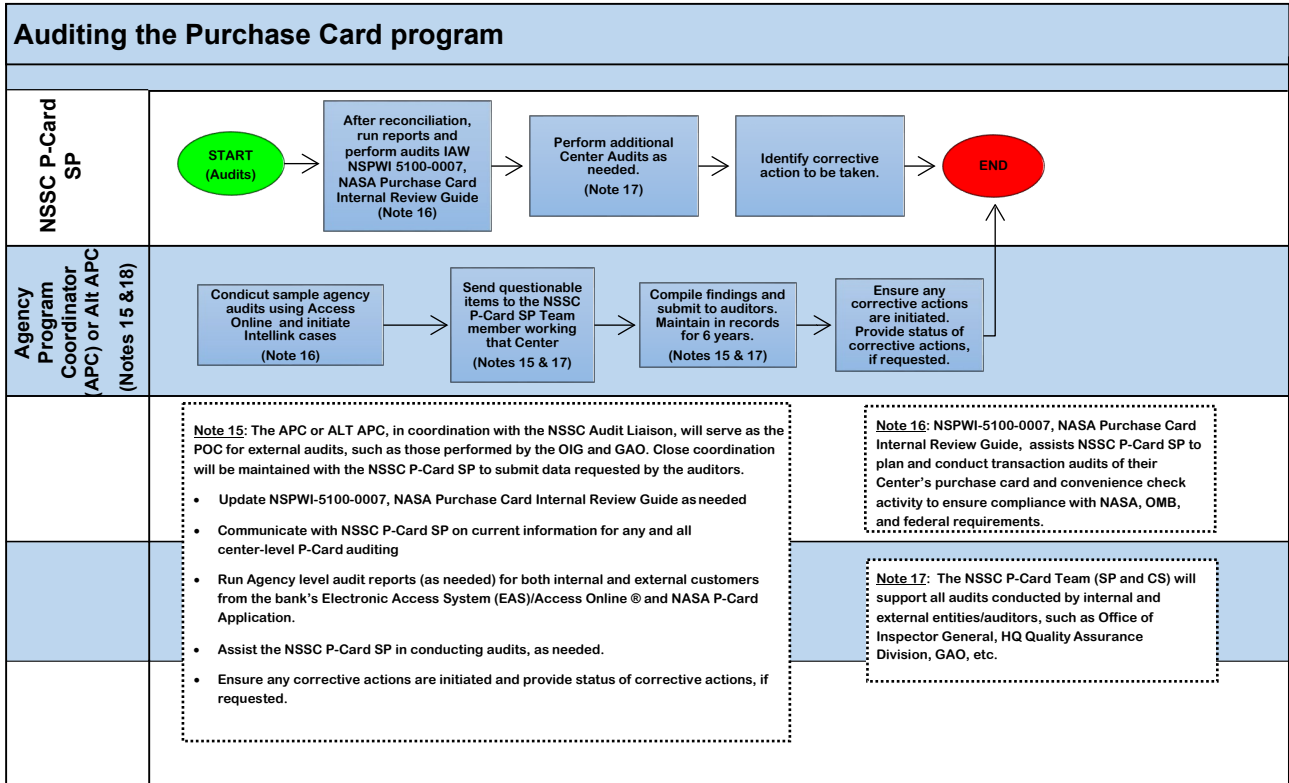 Auditing the Purchase Card program
NSSC P-Card
SP
START
(Audits)
After reconciliation,
run reports and
perform audits IAW
NSPWI 5100-0007,
NASA Purchase Card
Internal Review Guide
(Note 16)
Perform additional
Center Audits as
needed.
(Note 17)
Identify corrective
action to be taken.
END
Agency
Program
Coordinator
(APC) or Alt APC
(Notes 15 &18)
Condicut sample agency
audits using Access
Online and initiate
Intellink cases
(Note 16)
Send questionable
items to the NSSC
P-Card SP Team
member working
that Center
(Notes 15 & 17)
Compile findings and
submit to auditors.
Maintain in records
for 6 years.
(Notes 15 & 17)
Ensure any
corrective actions
are initiated.
Provide status of
corrective actions,
if requested.
Note 15: The APC or ALT APC, in coordination with the NSSC Audit Liaison, will serve as the
POC for external audits, such as those performed by the OIG and GAO. Close coordination
will be maintained with the NSSC P-Card SP to submit data requested by the auditors.
• Update NSPWI-5100-0007, NASA Purchase Card Internal Review Guide as needed
• Communicate with NSSC P-Card SP on current information for any and all
center-level P-Card auditing
• Run Agency level audit reports (as needed) for both internal and external customers
from the bank's Electronic Access System (EAS)/Access Online ® and NASA P-Card
Application.
• Assist the NSSC P-Card SP in conducting audits, as needed.
• Ensure any corrective actions are initiated and provide status of corrective actions, if
requested.
Note 16: NSPWI-5100-0007, NASA Purchase Card
Internal Review Guide, assists NSSC P-Card SP to
plan and conduct transaction audits of their
Center's purchase card and convenience check
activity to ensure compliance with NASA, OMB,
and federal requirements.
Note 17: The NSSC P-Card Team (SP and CS) will
support all audits conducted by internal and
external entities/auditors, such as Office of
Inspector General, HQ Quality Assurance
Division, GAO, etc.